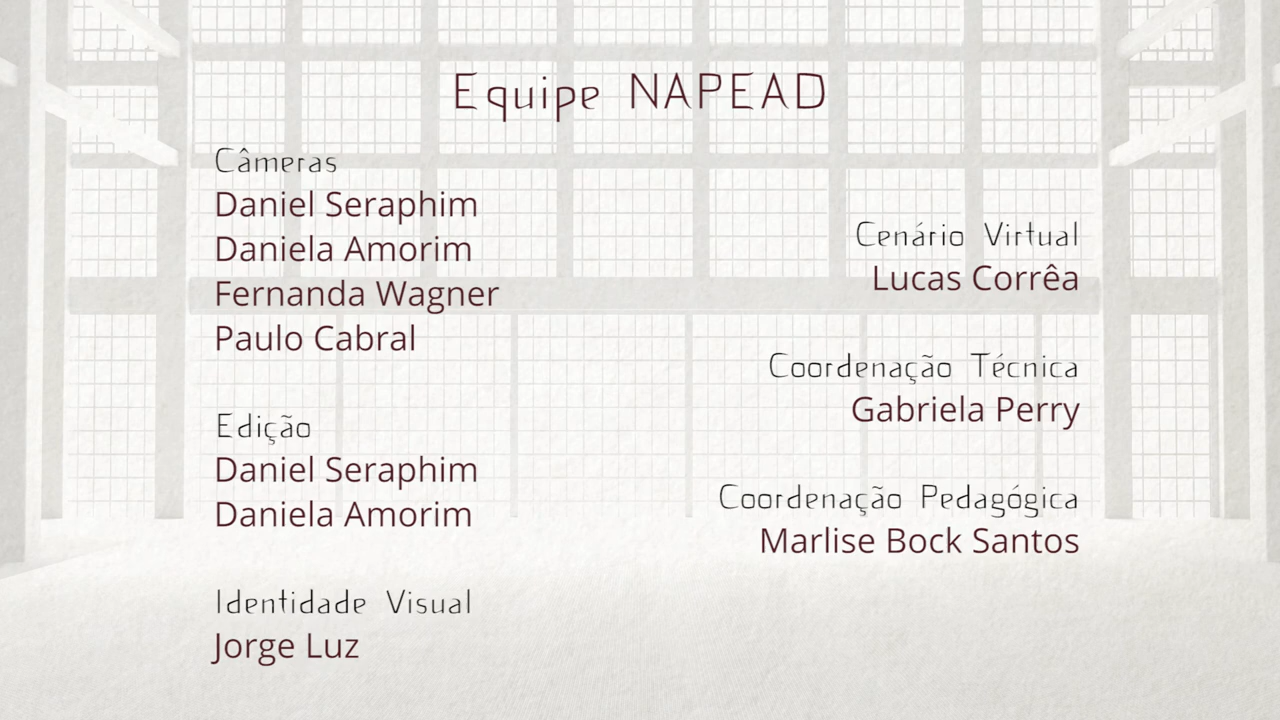 Equipe NAPEAD
Câmeras
Daniel Seraphim
Daniela Amorim
Fernanda Wagner
Paulo Cabral
Edição
Daniel Seraphim
Daniela Amorim
Identidade Visual
Jorge Luz
Cenário Virtual
Lucas Corrêa
Coordenação Técnica
Gabriela Perry
Coordenação Pedagógica
Marlise Bock Santos